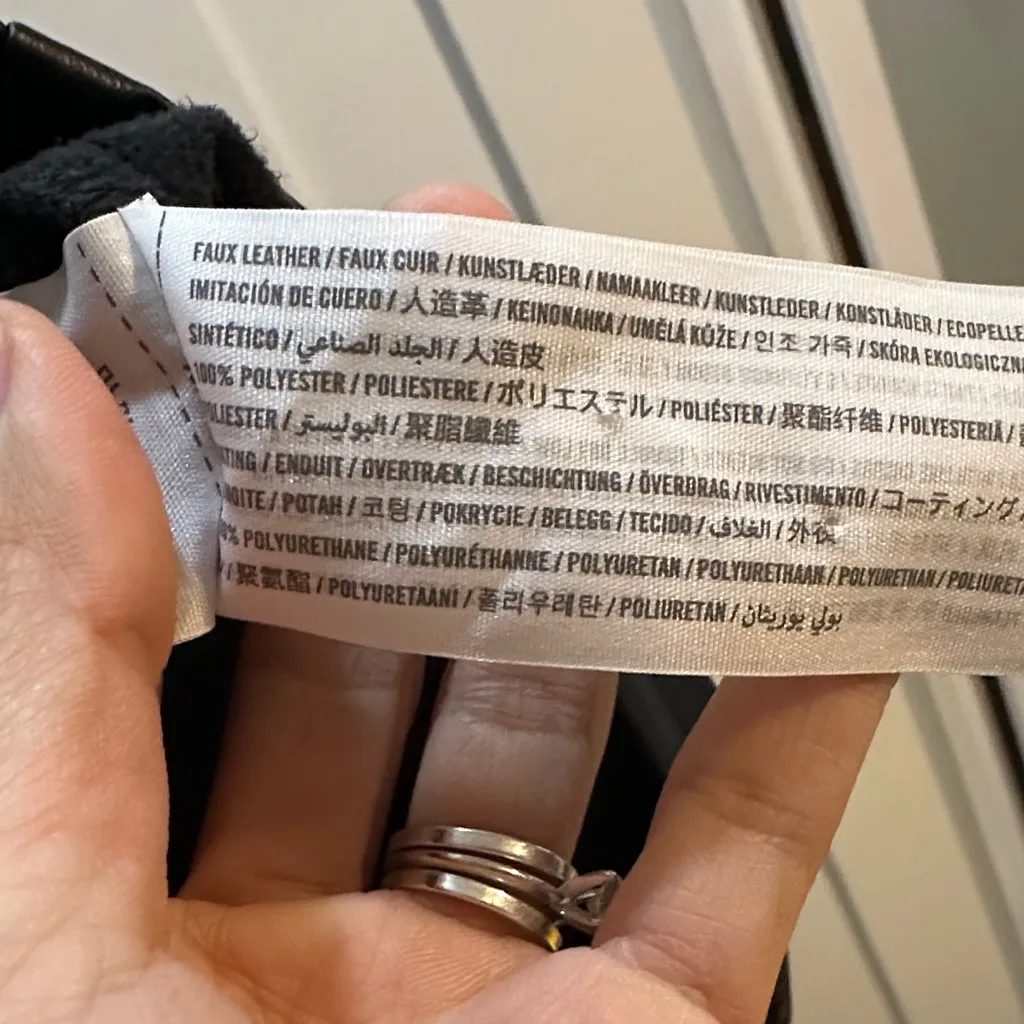 FAUX LEATHER / FAUX CUIR / KUNSTLÆDER / NAMAAKLEER / KUNSTLEDER / KONSTLÄDER / ECOPELLE
IMITACIÓN DE CUERO / 人造革 / KEINONAHKA / UMĚLÁ KŮŽE / 인조 가죽 / SKÓRA EKOLOGICZNA
SINTÉTICO / الجلد الصناعي / 人造皮
100% POLYESTER / POLIESTERE / ポリエステル / POLIÉSTER / 聚酯纤维 / POLYESTERIÄ /
POLIESTER / البوليستر / 聚脂纖維
/ ENDUIT / OVERTRÆK / BESCHICHTUNG / ÖVERDRAG / RIVESTIMENTO / コーティング
/ POTAH / 코팅 / POKRYCIE / BELEGG / TECIDO / الغلاف / 外
% POLYURETHANE / POLYURÉTHANNE / POLYURETAN / POLYURETHAAN / POLYURETHAN /
/ 聚氨酯 / POLYURETAANI / 폴리우레탄 / POLIURETAN / بولي يوريثان